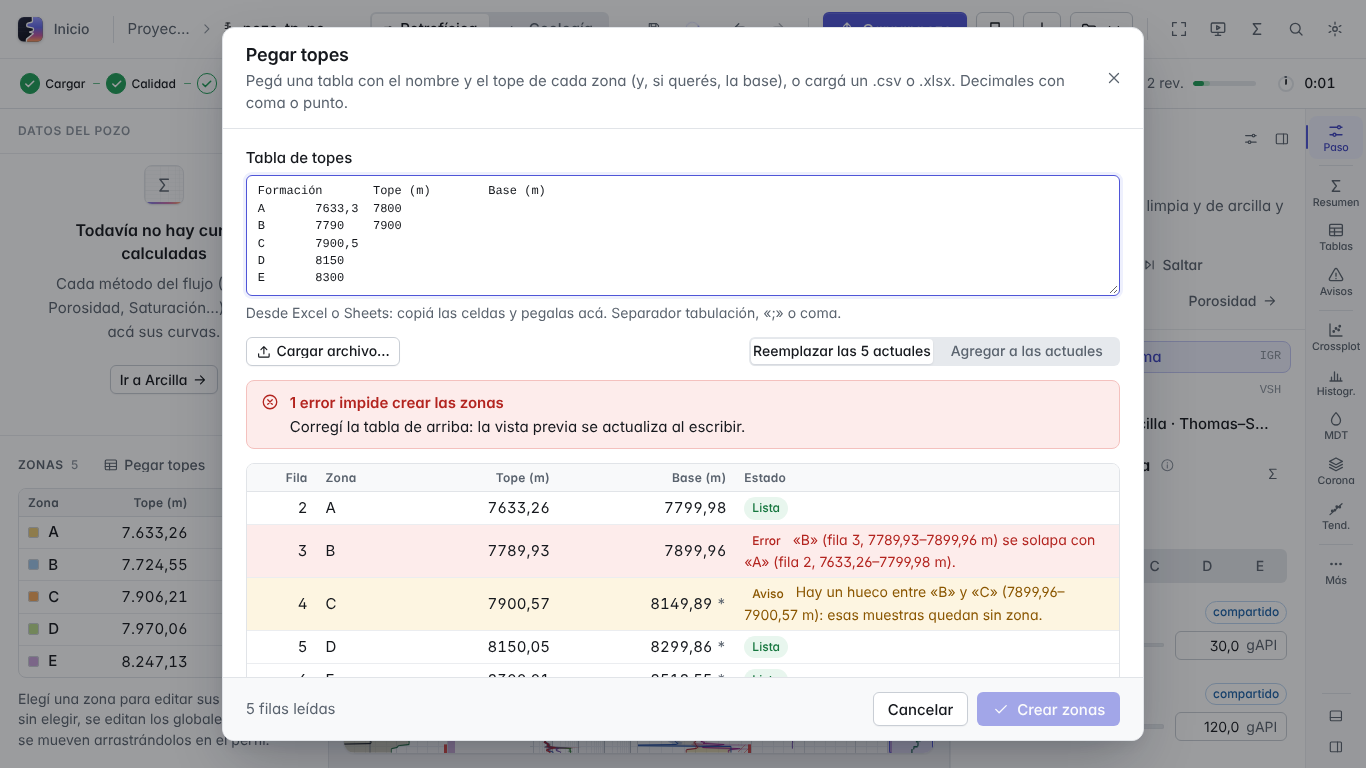 Inicio
Proyec...
Pegar topes
Pegá una tabla con el nombre y el tope de cada zona (y, si querés, la base), o cargá un .csv o .xlsx. Decimales con
coma o punto.
Cargar
Calidad
2 rev.
0:01
DATOS DEL POZO
Tabla de topes
Formación Tope (m) Base (m)
A 7633,3 7800
B 7790 7900
C 7900,5
D 8150
E 8300
Desde Excel o Sheets: copiá las celdas y pegalas acá. Separador tabulación, «;» o coma.
Cargar archivo...
Reemplazar las 5 actuales
Agregar a las actuales
1 error impide crear las zonas
Corregí la tabla de arriba: la vista previa se actualiza al escribir.
Fila Zona Tope (m) Base (m) Estado
2 A 7633,26 7799,98 Lista
3 B 7789,93 7899,96 Error «B» (fila 3, 7789,93–7899,96 m) se solapa con
«A» (fila 2, 7633,26–7799,98 m).
4 C 7900,57 8149,89 * Aviso Hay un hueco entre «B» y «C» (7899,96–
7900,57 m): esas muestras quedan sin zona.
5 D 8150,05 8299,86 * Lista
5 filas leídas
Cancelar
Crear zonas
Todavía no hay
calculadas
Cada método del flujo
Porosidad, Saturación...)
acá sus curvas.
Ir a Arcilla
ZONAS 5
Pegar topes
Zona Tope (m)
A 7.633,26
B 7.724,55
C 7.906,21
D 7.970,06
E 8.247,13
Elegí una zona para editar sus
sin elegir, se editan los
se mueven arrastrándolos en el
limpia y de arcilla y
Saltar
Porosidad
IGR
VSH
Thomas–S...
C D E
compartido
30,0 gAPI
compartido
120,0 gAPI
Paso
Resumen
Tablas
Avisos
Crossplot
Histogr.
MDT
Corona
Tend.
Más